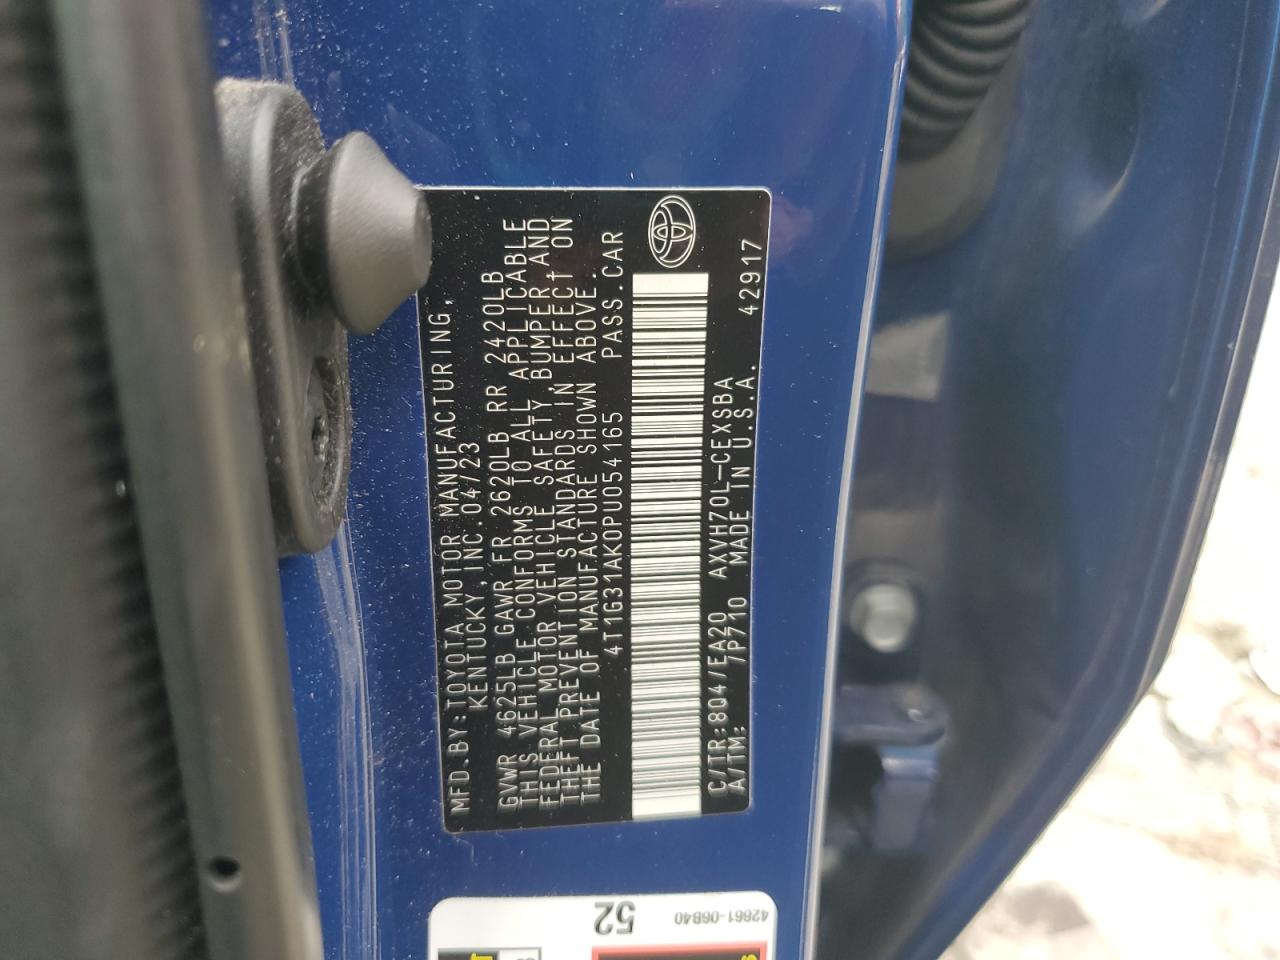 MFD.BY:TOYOTA MOTOR MANUFACTURING,
KENTUCKY, INC.04/23
GVWR 4625LB GAWR FR 2620LB RR 2420LB
THIS VEHICLE CONFORMS TO ALL APPLICABLE
FEDERAL MOTOR VEHICLE SAFETY,BUMPER,AND
THEFT PREVENTION STANDARDS IN EFFECT ON
THE DATE OF MANUFACTURE SHOWN ABOVE.
4T1G31AK0PU054165 PASS.CAR
C/TR:804/EA20 AXVH70L-CEXSBA
A/TM: /P710 MADE IN U.S.A. 42917
52
42661-06B40